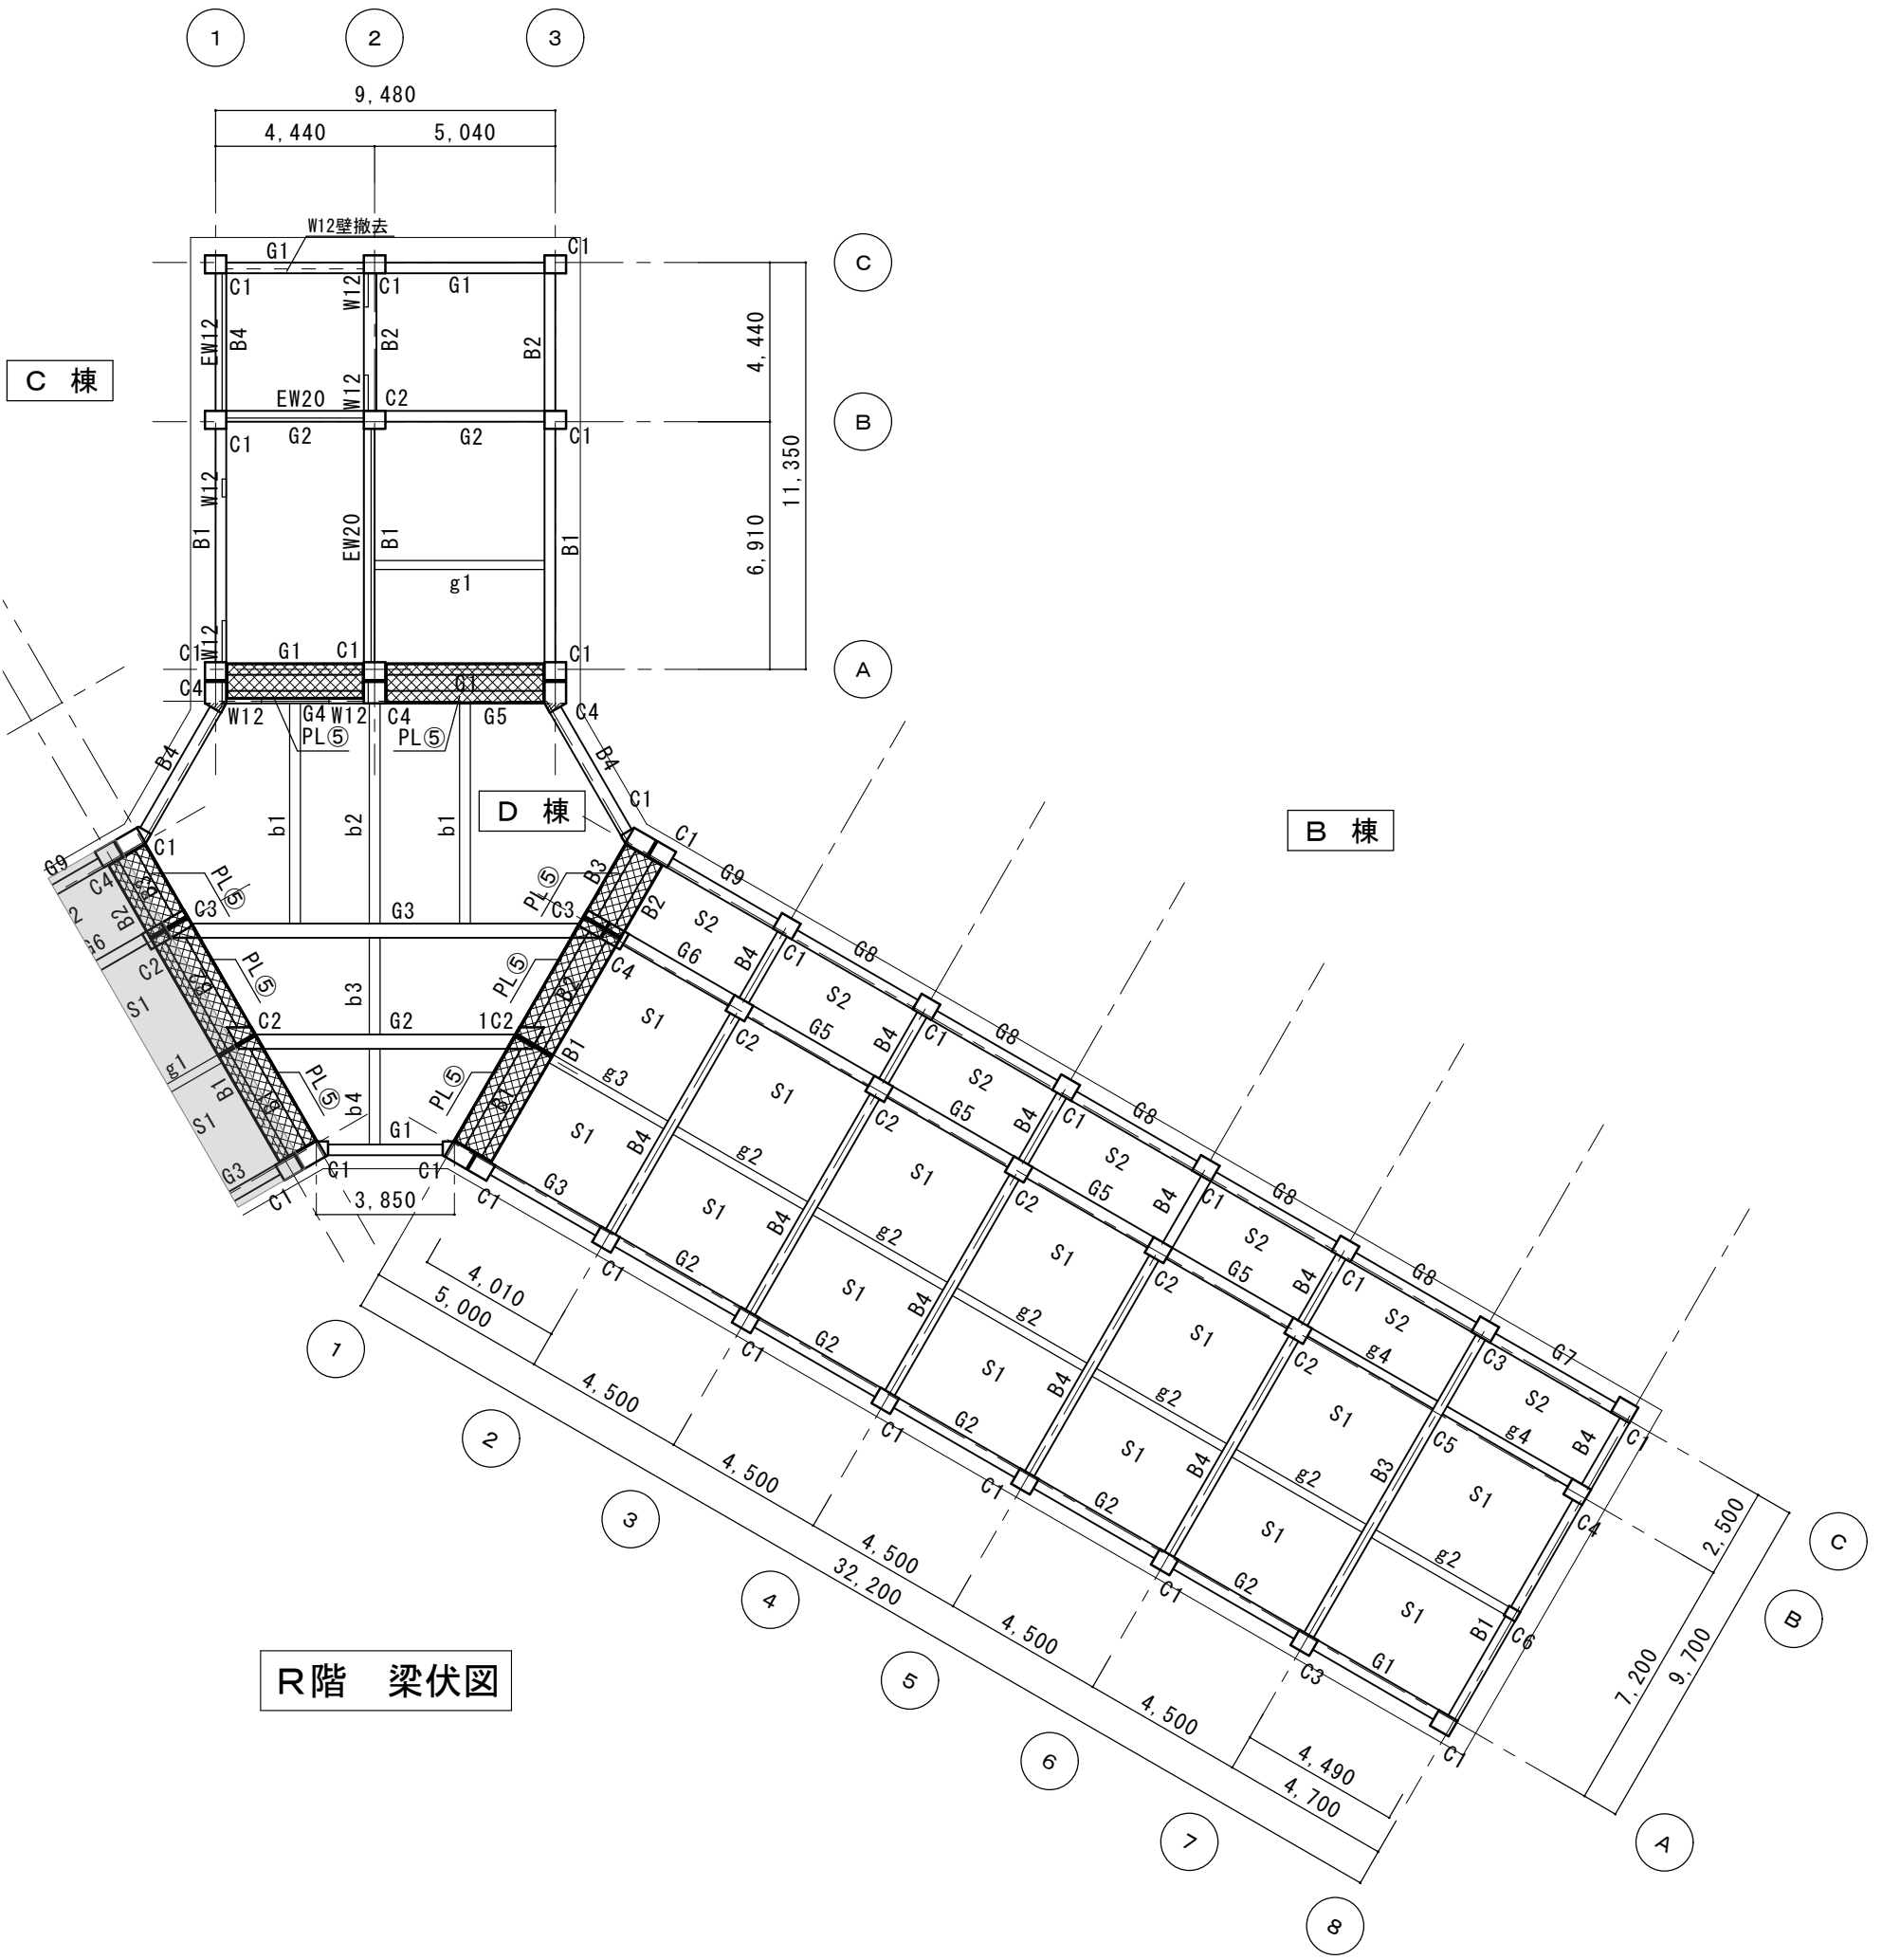 1
2
3
9,480
4,440
5,040
W12壁撤去
G1
C1
C
C1
W12
C1
G1
EW12
B4
B2
B2
4,440
C 棟
EW20
W12
C2
B
C1
G2
G2
C1
11,350
W12
B1
EW20
B1
B1
6,910
g1
W12
C1
G1
C1
C1
A
C4
G1
W12
G4
W12
C4
G5
C4
PL⑤
PL⑤
B4
B4
C1
b1
b2
b1
D 棟
B 棟
G9
C4
C1
B3
PL⑤
C1
G9
B3
PL⑤
2
B2
C3
G3
C3
B2
S2
G8
G6
C2
PL⑤
B2
b3
PL⑤
B2
C4
G6
B4
C1
S2
G8
S1
C2
G2
1C2
S1
C2
G5
B4
C1
S2
G8
g1
B1
B1
PL⑤
b4
PL⑤
B1
B1
g3
S1
C2
G5
B4
C1
S2
G8
S1
G1
S1
B4
g2
S1
C2
G5
B4
C1
S2
G8
G3
C1
C1
C1
C1
G3
S1
B4
g2
S1
C2
G5
B4
C1
S2
G8
3,850
C1
G2
S1
B4
g2
S1
C2
g4
C3
S2
G7
4,010
5,000
C1
G2
S1
B4
g2
S1
C5
g4
B4
C1
1
4,500
C1
G2
S1
B4
g2
B3
S1
C4
2
4,500
C1
G2
S1
g2
2,500
C
3
4,500
C1
G2
S1
B1
C6
B
4
32,200
4,500
C3
G1
7,200
9,700
5
4,500
C1
6
4,490
4,700
A
7
8
R階 梁伏図